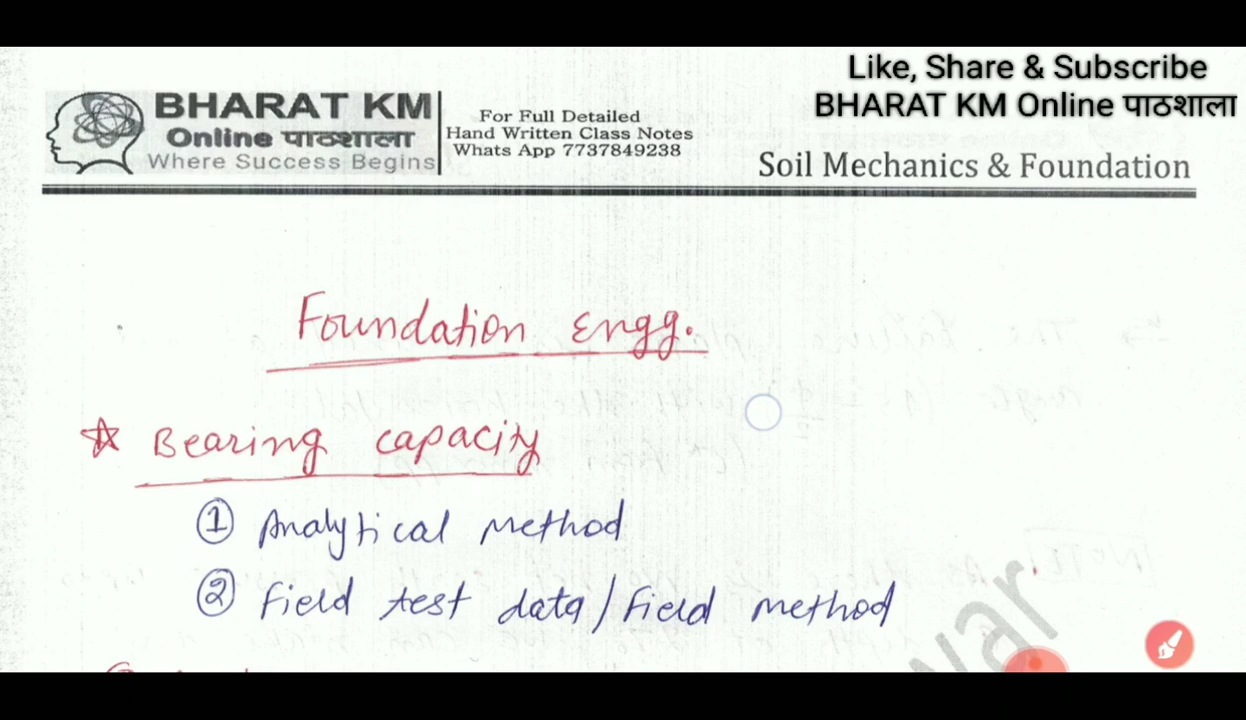 Like, Share & Subscribe
BHARAT KM Online पाठशाला
BHARAT KM
Online पाठशाला
Where Success Begins
For Full Detailed
Hand Written Class Notes
Whats App 7737849238
Soil Mechanics & Foundation
Foundation Engg.
☆ Bearing capacity
① Analytical method
② Field test data/field method